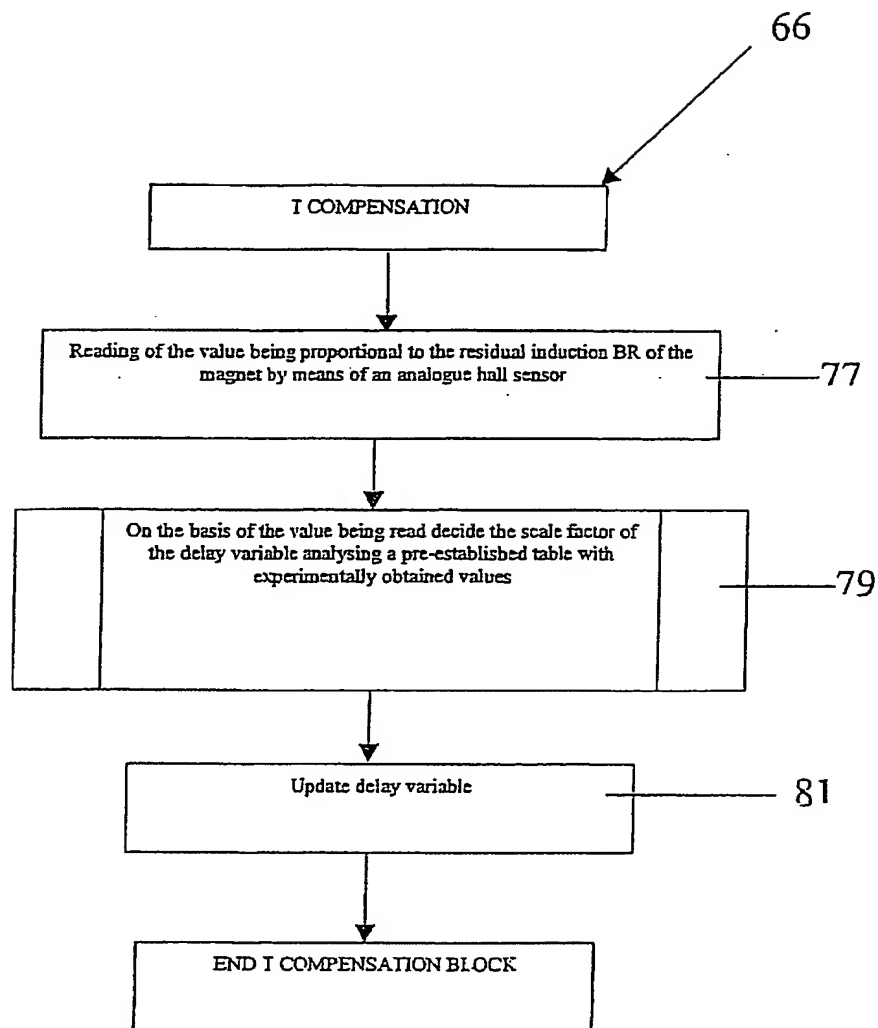 66
T COMPENSATION
Reading of the value being proportional to the residual induction BR of the
magnet by means of an analogue hall sensor
77
On the basis of the value being read decide the scale factor of
the delay variable analysing a pre-established table with
experimentally obtained values
79
Update delay variable
81
END T COMPENSATION BLOCK